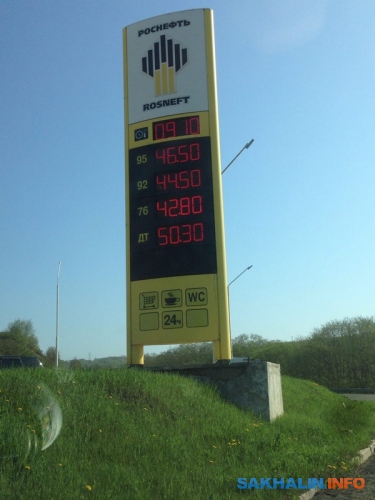 РОСНЕФТЬ
ROSNEFT
09.10
95 46.50
92 44.50
76 42.80
ДТ 50.30
WC
24ч
SAKHALIN.INFO